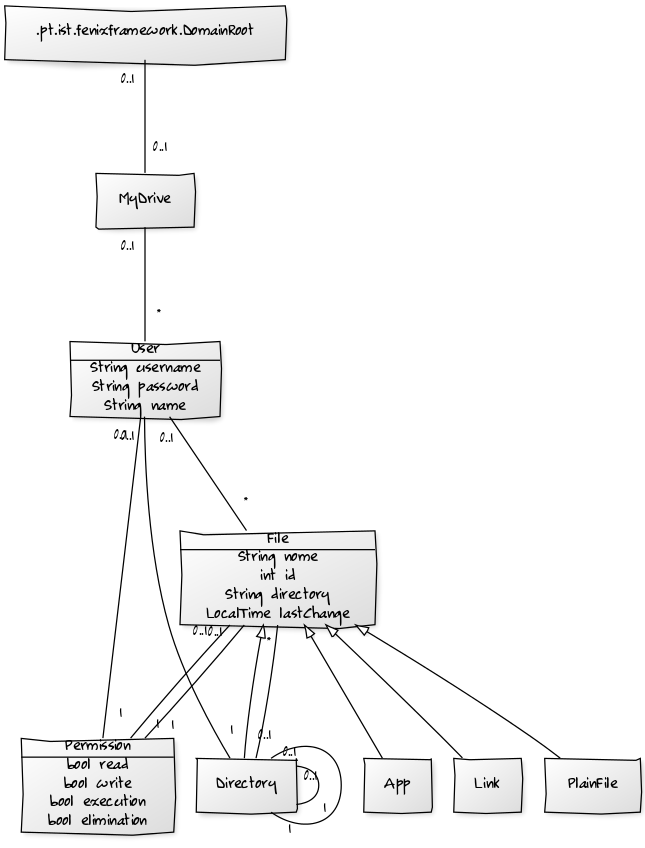 .pt.ist.fenixframework.DomainRoot
0..1
0..1
MyDrive
0..1
*
User
String username
String password
String name
0..1
0..1
*
File
String nome
int id
String directory
LocalTime lastChange
0..1
0..1
*
1
1
1
1
0..1
Permission
bool read
bool write
bool execution
bool elimination
0..1
0..1
Directory
App
Link
PlainFile
1
1